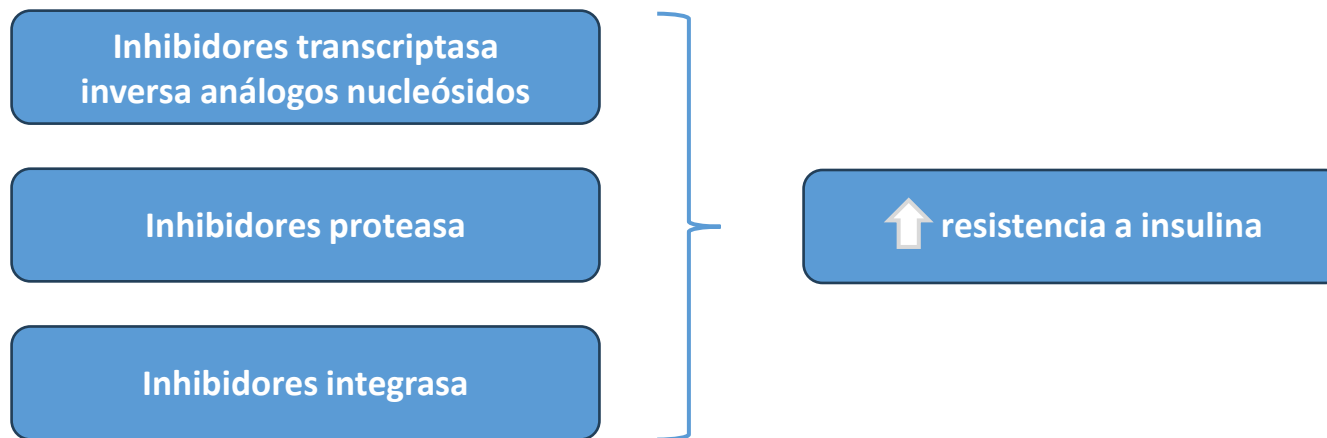 Inhibidores transcriptasa
inversa análogos nucleósidos
Inhibidores proteasa
resistencia a insulina
Inhibidores integrasa